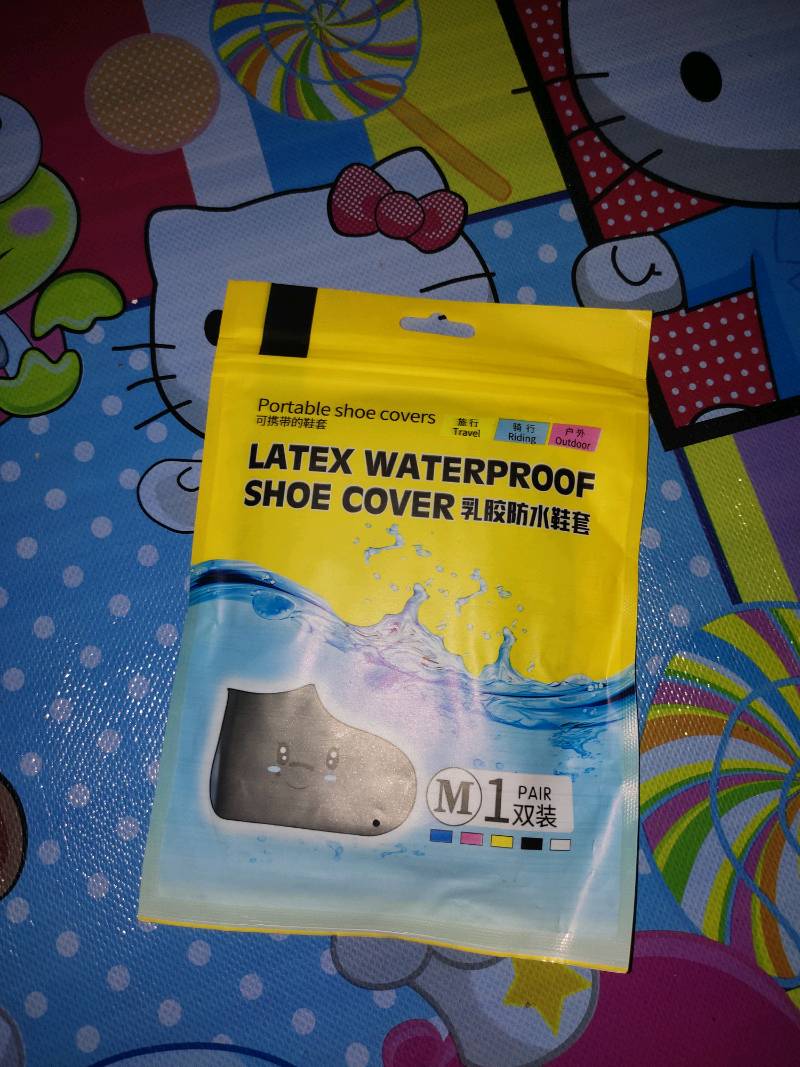 Portable shoe covers
可携带的鞋套
旅行
Travel
骑行
Riding
户外
Outdoor
LATEX WATERPROOF
SHOE COVER 乳胶防水鞋套
M 1 PAIR
双装